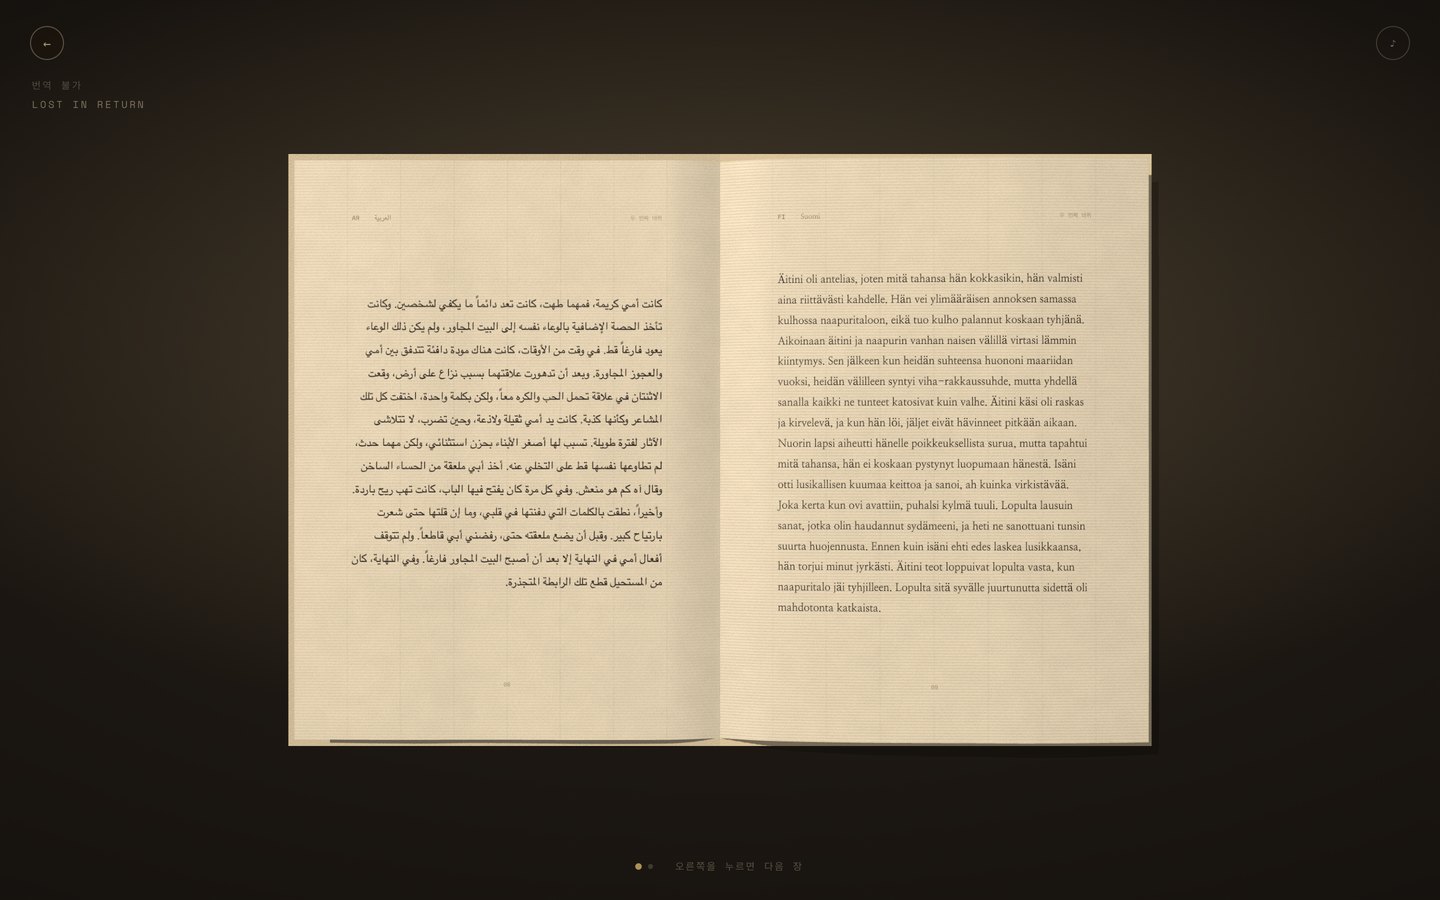 ←
♪
번역 불가
LOST IN RETURN
AR العربية
두 번째 바퀴
كانت أمي كريمة، فمهما طهت، كانت تعد دائماً ما يكفي لشخصين. وكانت
تأخذ الحصة الإضافية بالوعاء نفسه إلى البيت المجاور، ولم يكن ذلك الوعاء
يعود فارغاً قط. في وقت من الأوقات، كانت هناك مودة دافئة تتدفق بين أمي
والعجوز المجاورة. وبعد أن تدهورت علاقتهما بسبب نزاع على أرض، وقعت
الاثنتان في علاقة تحمل الحب والكره معاً، ولكن بكلمة واحدة، اختفت كل تلك
المشاعر وكأنها كذبة. كانت يد أمي ثقيلة ولاذعة، وحين تضرب، لا تتلاشى
الآثار لفترة طويلة. تسبب لها أصغر الأبناء بحزن استثنائي، ولكن مهما حدث،
لم تطاوعها نفسها قط على التخلي عنه. أخذ أبي ملعقة من الحساء الساخن
وقال آه كم هو منعش. وفي كل مرة كان يفتح فيها الباب، كانت تهب ريح باردة.
وأخيراً، نطقت بالكلمات التي دفنتها في قلبي، وما إن قلتها حتى شعرت
بارتياح كبير. وقبل أن يضع ملعقته حتى، رفضني أبي قاطعاً. ولم تتوقف
أفعال أمي في النهاية إلا بعد أن أصبح البيت المجاور فارغاً. وفي النهاية، كان
من المستحيل قطع تلك الرابطة المتجذرة.
FI Suomi
두 번째 바퀴
Äitini oli antelias, joten mitä tahansa hän kokkasikin, hän valmisti
aina riittävästi kahdelle. Hän vei ylimääräisen annoksen samassa
kulhossa naapuritaloon, eikä tuo kulho palannut koskaan tyhjänä.
Aikoinaan äitini ja naapurin vanhan naisen välillä virtasi lämmin
kiintymys. Sen jälkeen kun heidän suhteensa huononi maariidan
vuoksi, heidän välilleen syntyi viha-rakkaussuhde, mutta yhdellä
sanalla kaikki ne tunteet katosivat kuin valhe. Äitini käsi oli raskas
ja kirvelevä, ja kun hän löi, jäljet eivät hävinneet pitkään aikaan.
Nuorin lapsi aiheutti hänelle poikkeuksellista surua, mutta tapahtui
mitä tahansa, hän ei koskaan pystynyt luopumaan hänestä. Isäni
otti lusikallisen kuumaa keittoa ja sanoi, ah kuinka virkistävää.
Joka kerta kun ovi avattiin, puhalsi kylmä tuuli. Lopulta lausuin
sanat, jotka olin haudannut sydämeeni, ja heti ne sanottuani tunsin
suurta huojennusta. Ennen kuin isäni ehti edes laskea lusikkaansa,
hän torjui minut jyrkästi. Äitini teot loppuivat lopulta vasta, kun
naapuritalo jäi tyhjilleen. Lopulta sitä syvälle juurtunutta sidettä oli
mahdotonta katkaista.
09
오른쪽을 누르면 다음 장